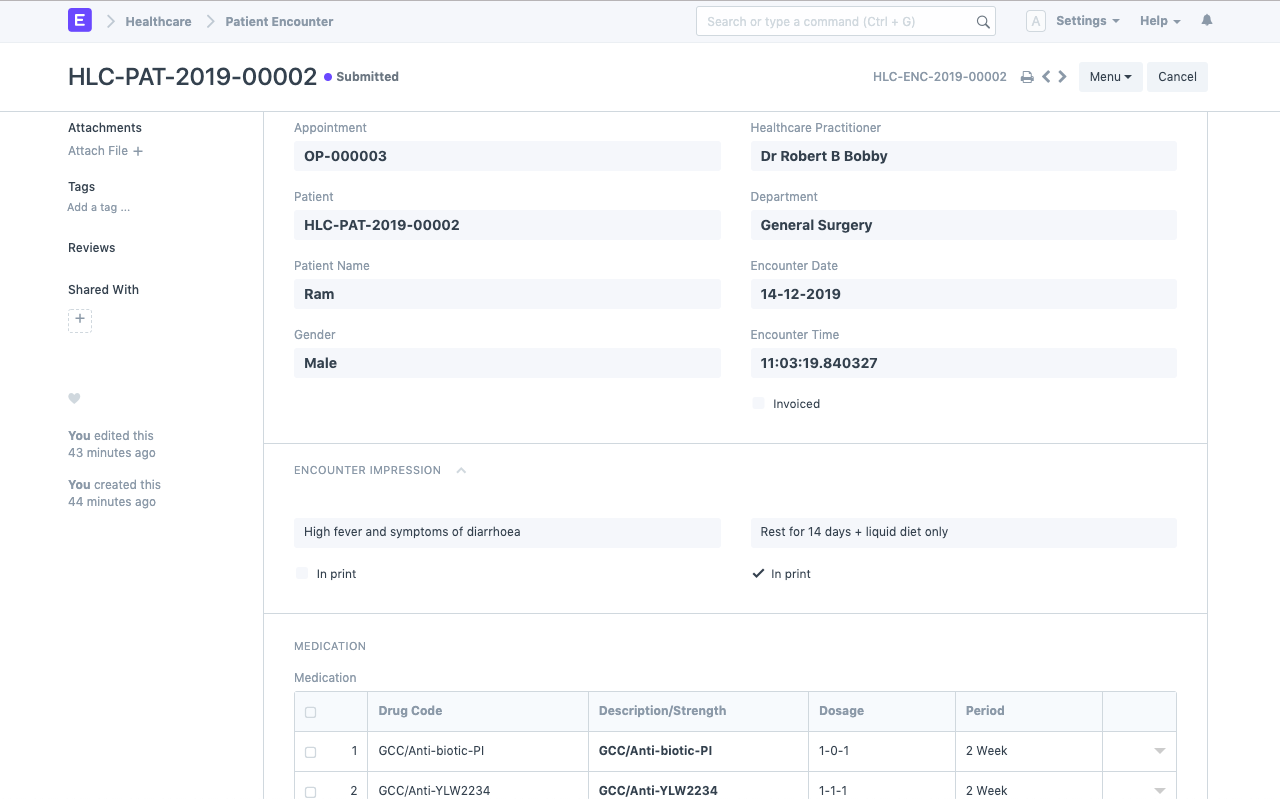 E Healthcare Patient Encounter Search or type a command (Ctrl + G) A Settings Help
HLC-PAT-2019-00002 Submitted HLC-ENC-2019-00002 Menu Cancel
Attachments
Attach File +
Tags
Add a tag ...
Reviews
Shared With
+
You edited this
43 minutes ago
You created this
44 minutes ago
Appointment
OP-000003
Patient
HLC-PAT-2019-00002
Patient Name
Ram
Gender
Male
Healthcare Practitioner
Dr Robert B Bobby
Department
General Surgery
Encounter Date
14-12-2019
Encounter Time
11:03:19.840327
Invoiced
ENCOUNTER IMPRESSION
High fever and symptoms of diarrhoea
In print
Rest for 14 days + liquid diet only
In print
MEDICATION
Medication
Drug Code Description/Strength Dosage Period
1 GCC/Anti-biotic-PI GCC/Anti-biotic-PI 1-0-1 2 Week
2 GCC/Anti-YLW2234 GCC/Anti-YLW2234 1-1-1 2 Week